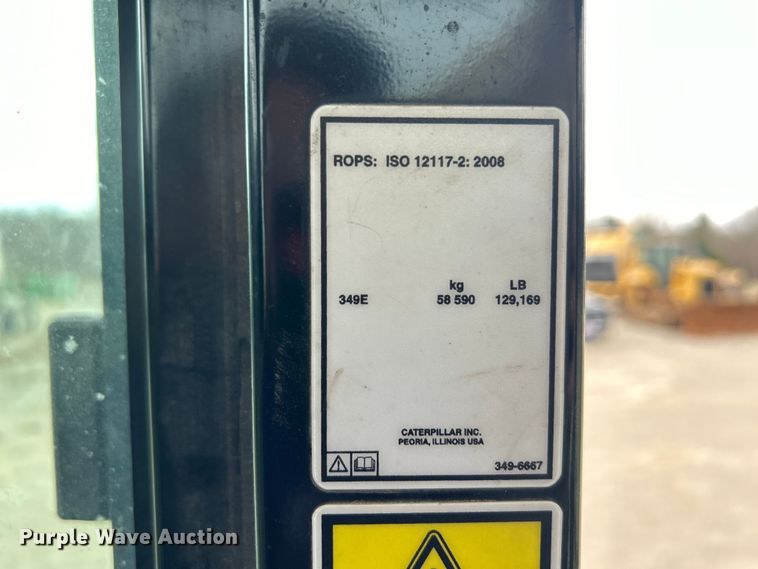 ROPS: ISO 12117-2: 2008
kg LB
349E 58 590 129,169
CATERPILLAR INC.
PEORIA, ILLINOIS USA
349-6667
Purple Wave Auction®